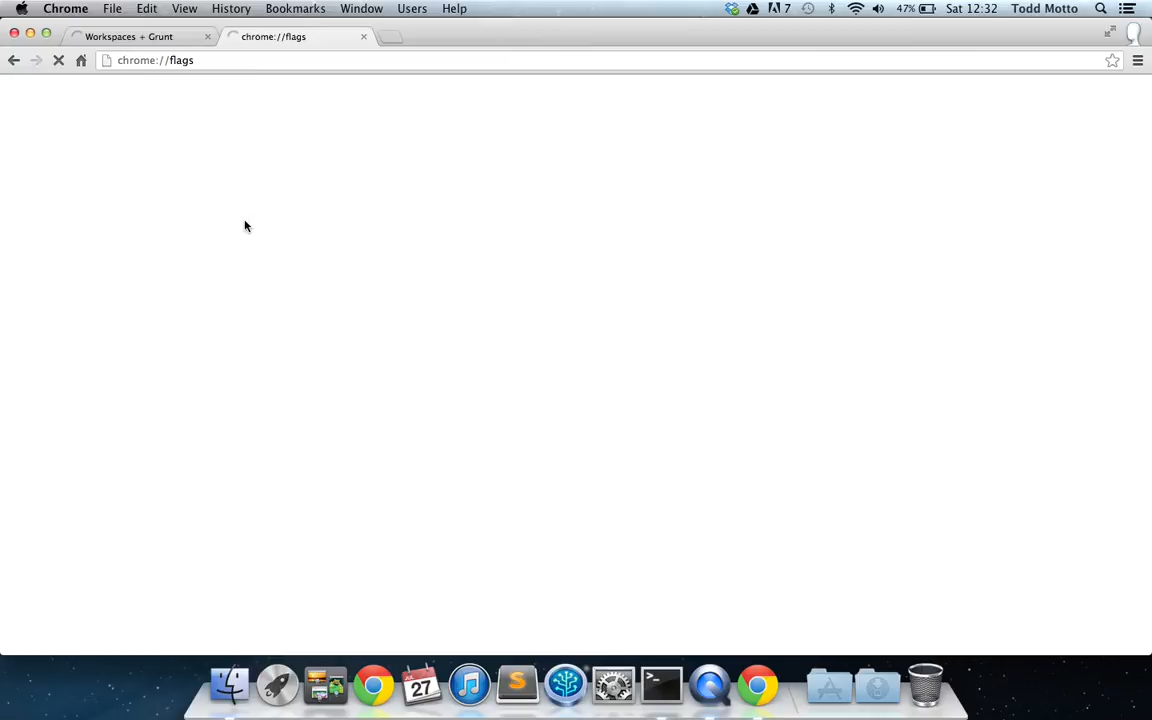 Chrome File Edit View History Bookmarks Window Users Help 7 47% Sat 12:32 Todd Motto
Workspaces + Grunt chrome://flags
chrome://flags
27